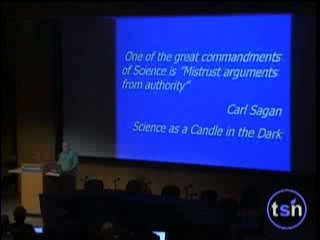 One of the great commandments
of Science is "Mistrust arguments
from authority"
Carl Sagan
Science as a Candle in the Dark
tsn